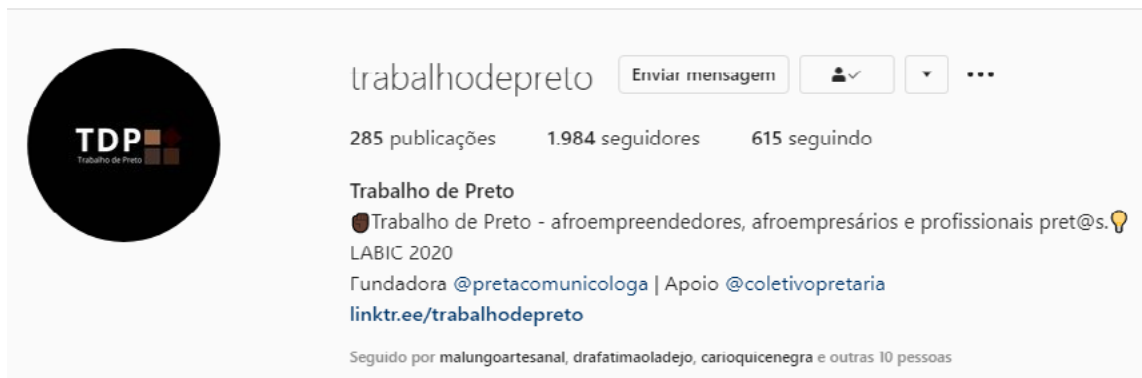 TDP
Trabalho de Preto
trabalhodepreto Enviar mensagem
285 publicações 1.984 seguidores 615 seguindo
Trabalho de Preto
✊🏿Trabalho de Preto - afroempreendedores, afroempresários e profissionais pret@s.💡
LABIC 2020
Fundadora @pretacomunicologa | Apoio @coletivopretaria
linktr.ee/trabalhodepreto
Seguido por malungoartesanal, drafatimaoladejo, carioquicenegra e outras 10 pessoas